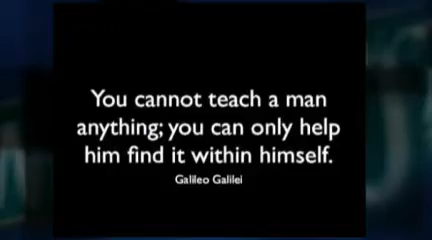 You cannot teach a man
anything; you can only help
him find it within himself.
Galileo Galilei